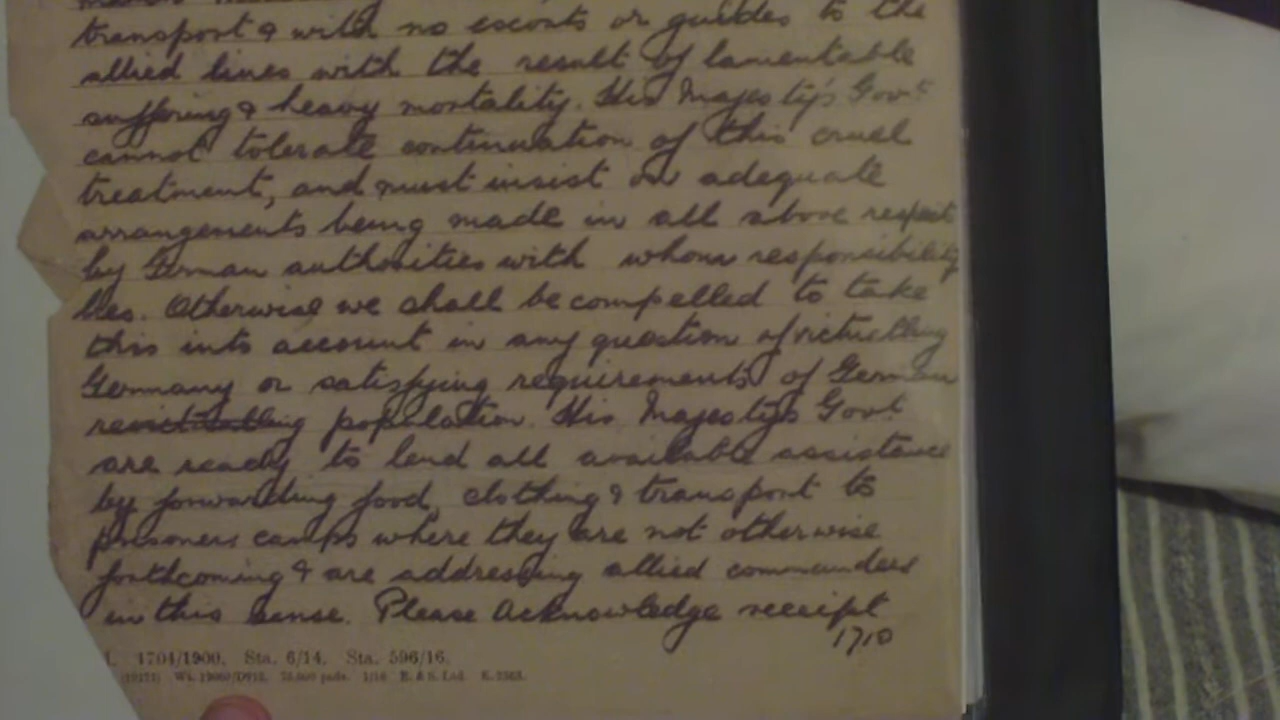 transport & with no escorts or guides to the
allied lines with the result of lamentable
suffering & heavy mortality. His Majesty's Govt
cannot tolerate continuation of this cruel
treatment, and must insist on adequate
arrangements being made in all above respect
by German authorities with whom responsibility
lies. Otherwise we shall be compelled to take
this into account in any question of victualling
Germany or satisfying requirements of German
revictualling population. His Majestys Govt
are ready to lend all available assistance
by forwarding food, clothing & transport to
prisoners camps where they are not otherwise
forthcoming & are addressing allied commanders
in this sense. Please acknowledge receipt
1710
1704/1900. Sta. 6/14. Sta. 596/16.